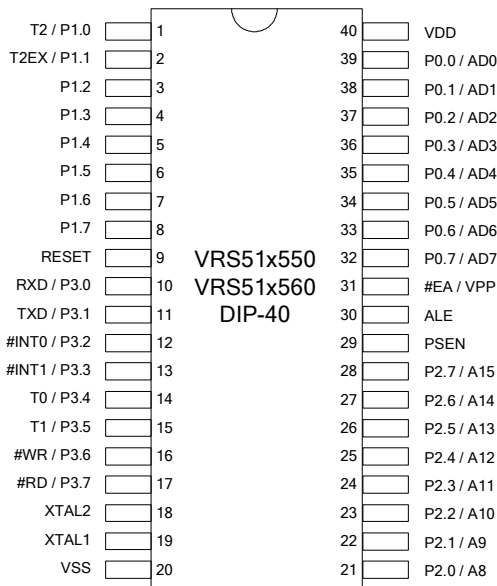 T2 / P1.0 1 40 VDD
T2EX / P1.1 2 39 P0.0 / AD0
P1.2 3 38 P0.1 / AD1
P1.3 4 37 P0.2 / AD2
P1.4 5 36 P0.3 / AD3
P1.5 6 35 P0.4 / AD4
P1.6 7 34 P0.5 / AD5
P1.7 8 33 P0.6 / AD6
RESET 9 VRS51x550 32 P0.7 / AD7
RXD / P3.0 10 VRS51x560 31 #EA / VPP
TXD / P3.1 11 DIP-40 30 ALE
#INT0 / P3.2 12 29 PSEN
#INT1 / P3.3 13 28 P2.7 / A15
T0 / P3.4 14 27 P2.6 / A14
T1 / P3.5 15 26 P2.5 / A13
#WR / P3.6 16 25 P2.4 / A12
#RD / P3.7 17 24 P2.3 / A11
XTAL2 18 23 P2.2 / A10
XTAL1 19 22 P2.1 / A9
VSS 20 21 P2.0 / A8